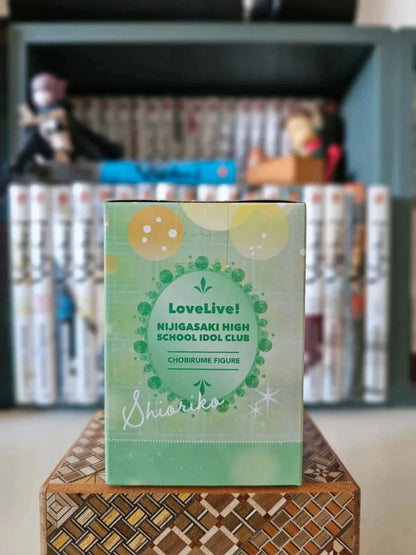 LoveLive!
NIJIGASAKI HIGH
SCHOOL IDOL CLUB
CHOBIRUME FIGURE
Shioriko